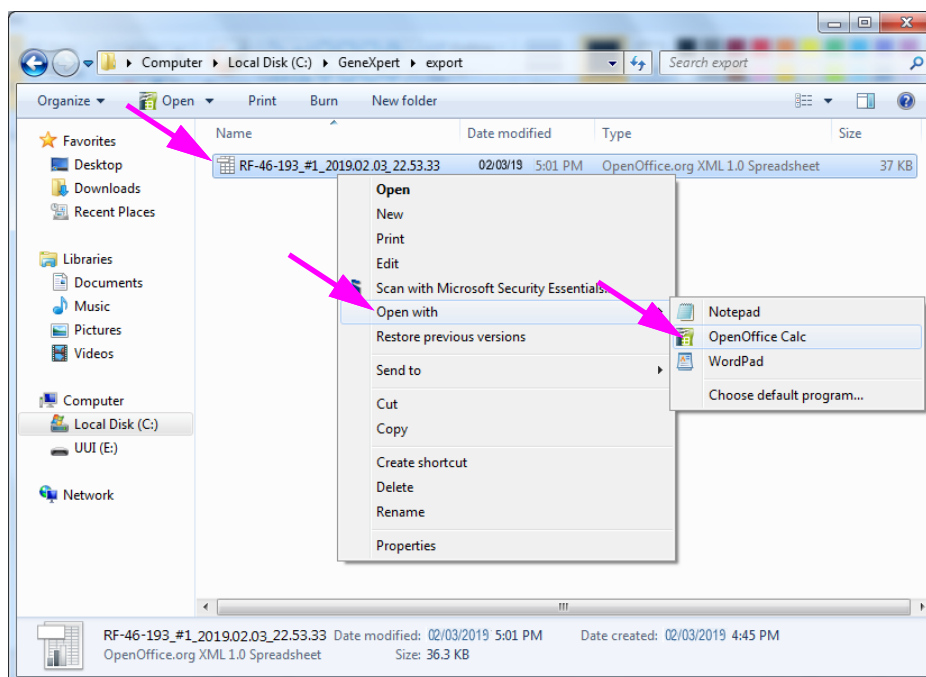 Computer Local Disk (C:) GeneXpert export Search export
Organize Open Print Burn New folder
Name Date modified Type Size
RF-46-193_#1_2019.02.03_22.53.33 02/03/19 5:01 PM OpenOffice.org XML 1.0 Spreadsheet 37 KB
Favorites
Desktop
Downloads
Recent Places
Libraries
Documents
Music
Pictures
Videos
Computer
Local Disk (C:)
UUI (E:)
Network
Open
New
Print
Edit
Scan with Microsoft Security Essentials...
Open with
Restore previous versions
Send to
Cut
Copy
Create shortcut
Delete
Rename
Properties
Notepad
OpenOffice Calc
WordPad
Choose default program...
RF-46-193_#1_2019.02.03_22.53.33 Date modified: 02/03/2019 5:01 PM Date created: 02/03/2019 4:45 PM
OpenOffice.org XML 1.0 Spreadsheet Size: 36.3 KB